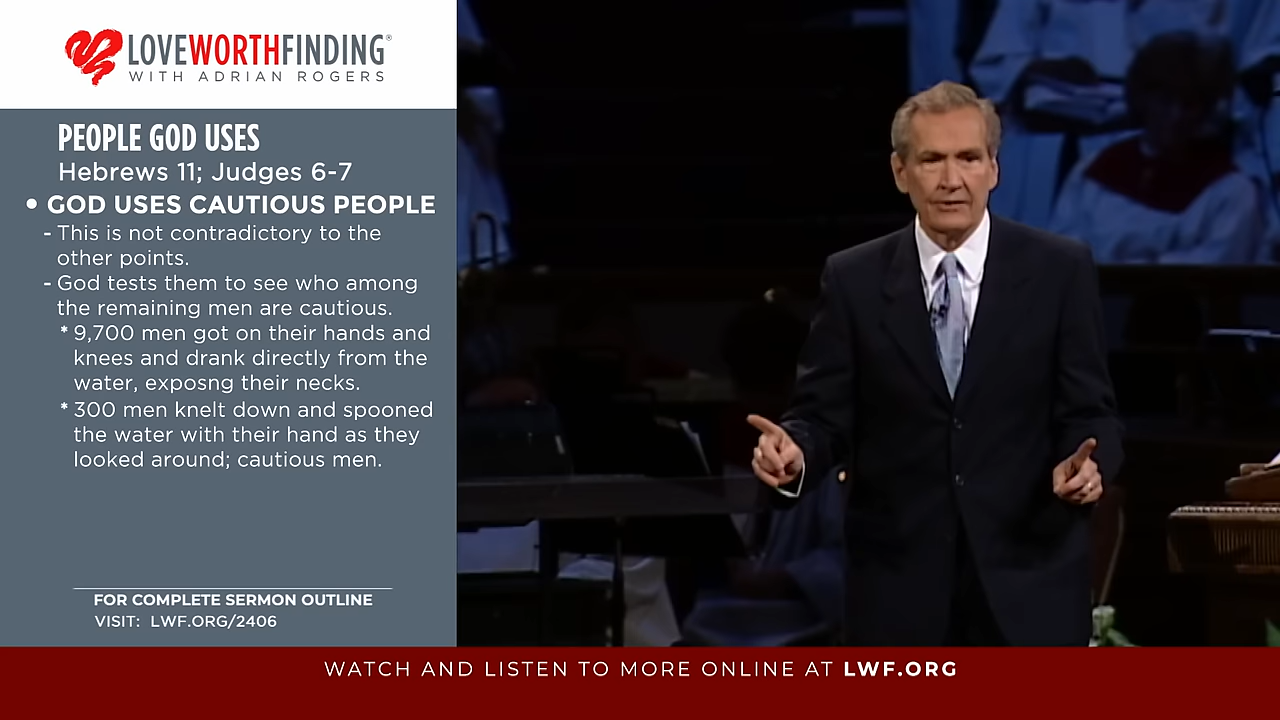 LOVEWORTHFINDING®
WITH ADRIAN ROGERS
PEOPLE GOD USES
Hebrews 11; Judges 6-7
• GOD USES CAUTIOUS PEOPLE
- This is not contradictory to the
other points.
- God tests them to see who among
the remaining men are cautious.
* 9,700 men got on their hands and
knees and drank directly from the
water, exposng their necks.
* 300 men knelt down and spooned
the water with their hand as they
looked around; cautious men.
FOR COMPLETE SERMON OUTLINE
VISIT: LWF.ORG/2406
WATCH AND LISTEN TO MORE ONLINE AT LWF.ORG